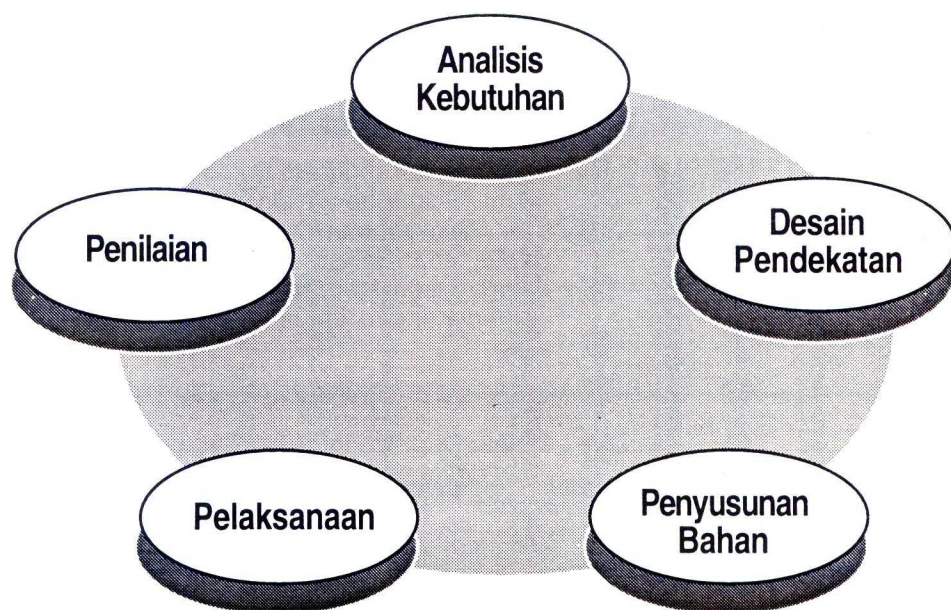 Analisis
Kebutuhan
Desain
Pendekatan
Penyusunan
Bahan
Pelaksanaan
Penilaian